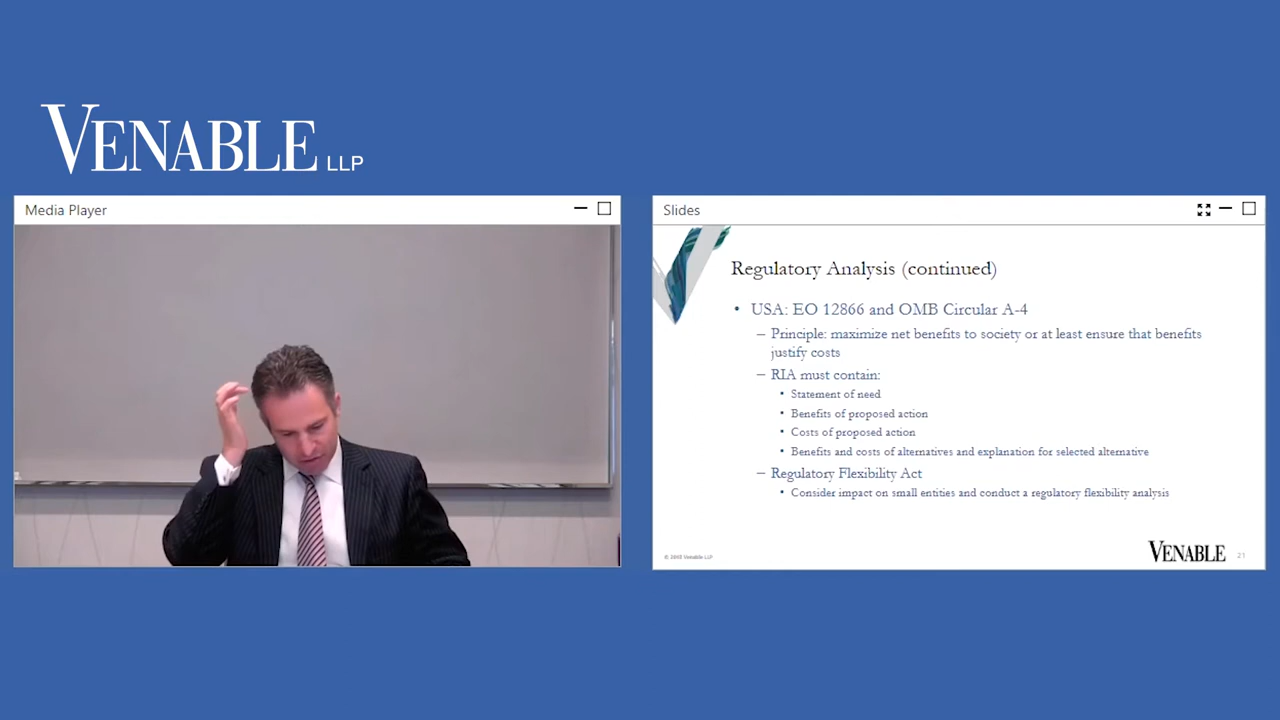 VENABLE LLP
Media Player
Slides
Regulatory Analysis (continued)
• USA: EO 12866 and OMB Circular A-4
– Principle: maximize net benefits to society or at least ensure that benefits
justify costs
– RIA must contain:
• Statement of need
• Benefits of proposed action
• Costs of proposed action
• Benefits and costs of alternatives and explanation for selected alternative
– Regulatory Flexibility Act
• Consider impact on small entities and conduct a regulatory flexibility analysis
© Venable LLP
VENABLE
21